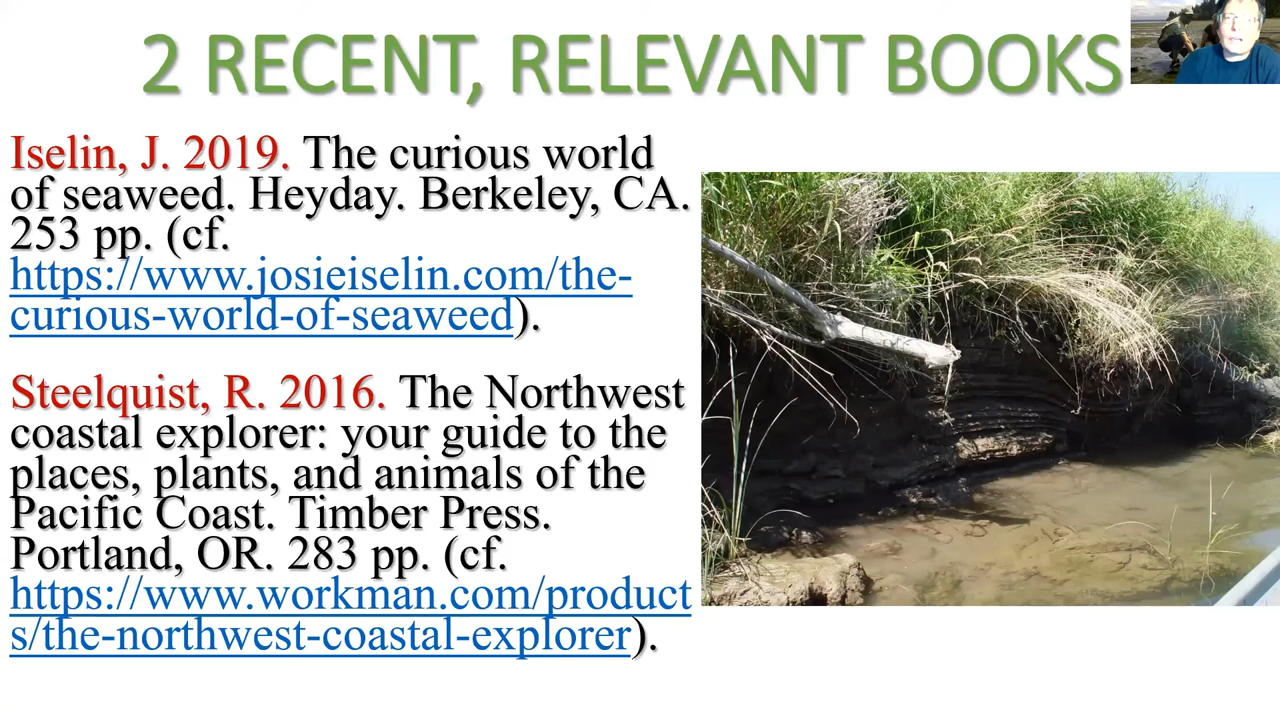 2 RECENT, RELEVANT BOOKS
Iselin, J. 2019. The curious world
of seaweed. Heyday. Berkeley, CA.
253 pp. (cf.
https://www.josieiselin.com/the-
curious-world-of-seaweed).
Steelquist, R. 2016. The Northwest
coastal explorer: your guide to the
places, plants, and animals of the
Pacific Coast. Timber Press.
Portland, OR. 283 pp. (cf.
https://www.workman.com/product
s/the-northwest-coastal-explorer).